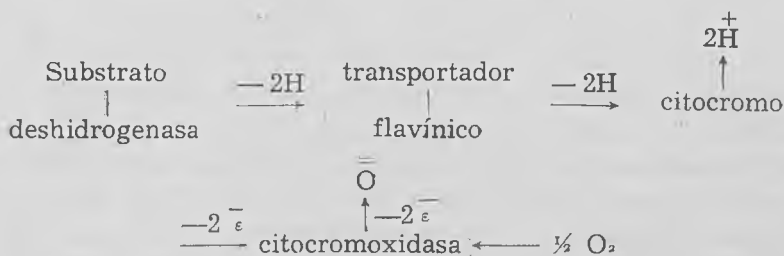 +
2H
Substrato — 2H transportador — 2H
deshidrogenasa flavínico citocromo
=
O
—2 ε̄ —2 ε̄
citocromoxidasa ½ O₂